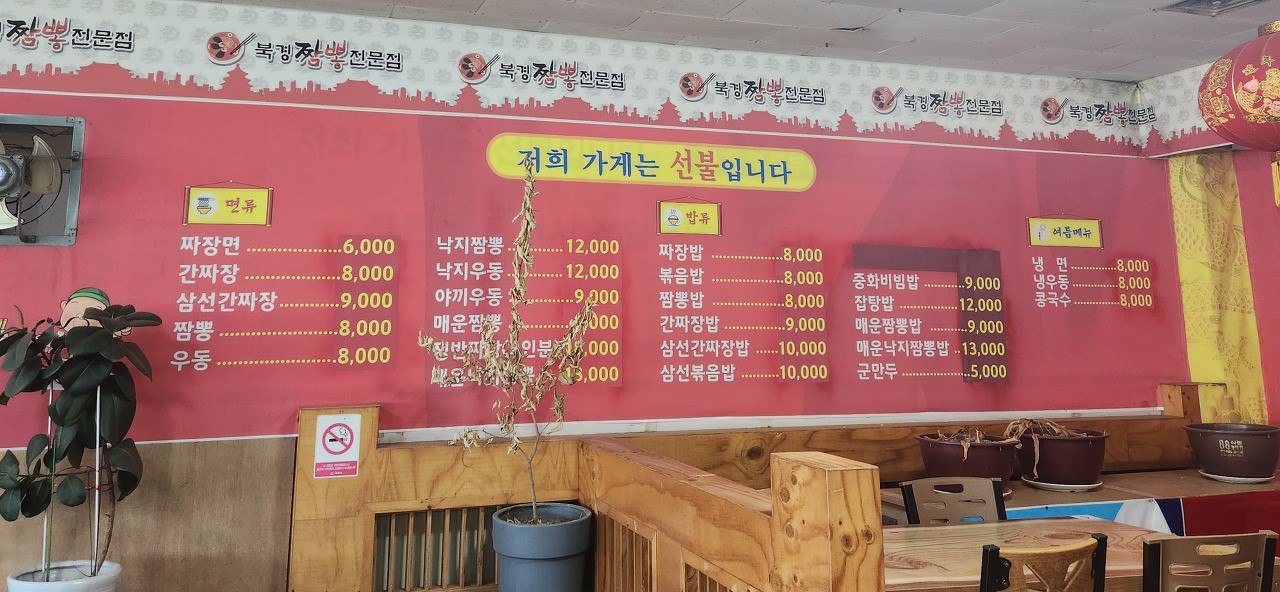 짬뽕전문점
북경짬뽕전문점
북경짬뽕전문점
북경짬뽕전문점
북경짬뽕전문점
북경짬뽕전문점
저희 가게는 선불입니다
면류
짜장면 6,000
간짜장 8,000
삼선간짜장 9,000
짬뽕 8,000
우동 8,000
낙지짬뽕 12,000
낙지우동 12,000
야끼우동 9,000
매운짬뽕
인분
밥류
짜장밥 8,000
볶음밥 8,000
짬뽕밥 8,000
간짜장밥 9,000
삼선간짜장밥 10,000
삼선볶음밥 10,000
중화비빔밥 9,000
잡탕밥 12,000
매운짬뽕밥 9,000
매운낙지짬뽕밥 13,000
군만두 5,000
여름메뉴
냉 면 8,000
냉우동 8,000
콩국수 8,000